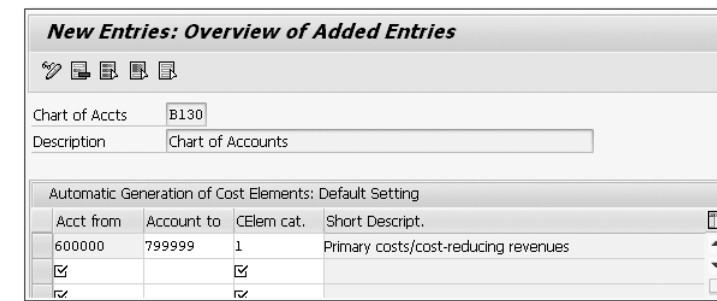 New Entries: Overview of Added Entries
Chart of Accts B130
Description Chart of Accounts
Automatic Generation of Cost Elements: Default Setting
Acct from Account to CElem cat. Short Descript.
600000 799999 1 Primary costs/cost-reducing revenues